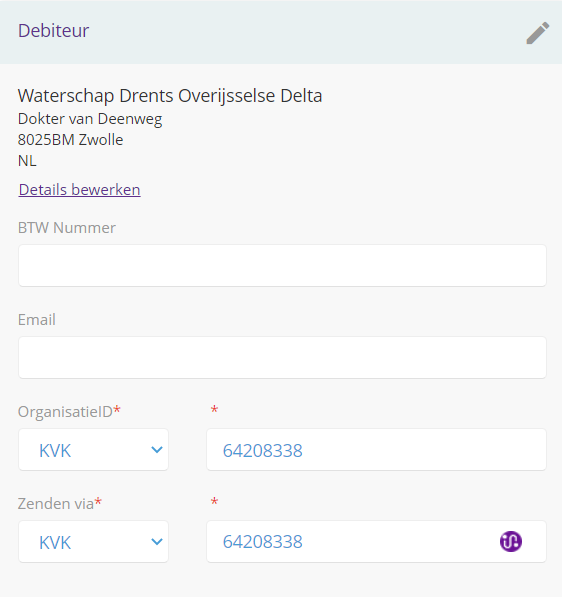 Debiteur
Waterschap Drents Overijsselse Delta
Dokter van Deenweg
8025BM Zwolle
NL
Details bewerken
BTW Nummer
Email
OrganisatieID* *
KVK 64208338
Zenden via* *
KVK 64208338